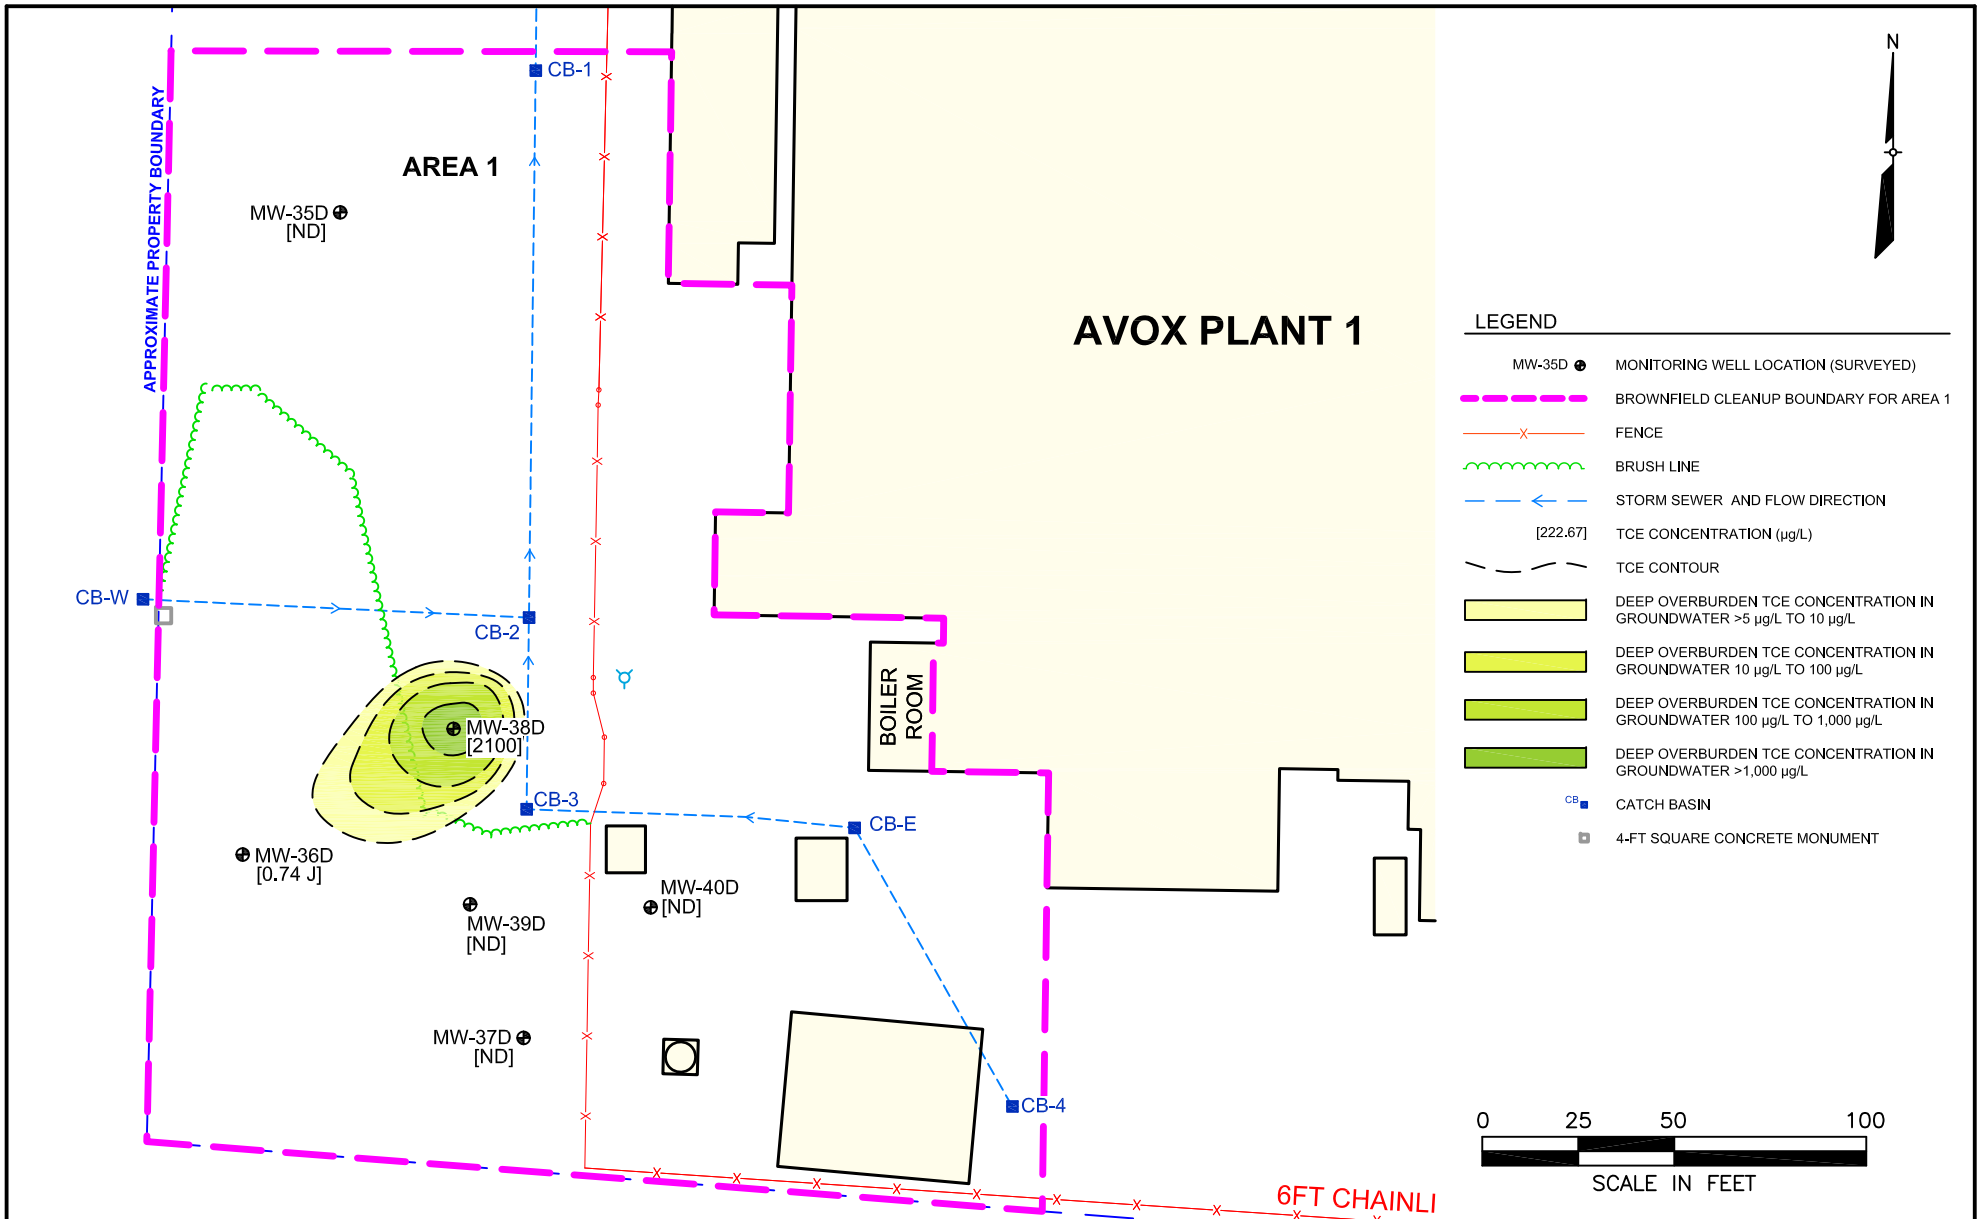 N
CB-1
APPROXIMATE PROPERTY BOUNDARY
AREA 1
MW-35D
[ND]
AVOX PLANT 1
CB-W
CB-2
BOILER
ROOM
MW-38D
[2100]
CB-3
CB-E
MW-36D
[0.74 J]
MW-40D
[ND]
MW-39D
[ND]
MW-37D
[ND]
CB-4
6FT CHAINLI
LEGEND
MW-35D MONITORING WELL LOCATION (SURVEYED)
BROWNFIELD CLEANUP BOUNDARY FOR AREA 1
FENCE
BRUSH LINE
STORM SEWER AND FLOW DIRECTION
[222.67] TCE CONCENTRATION (µg/L)
TCE CONTOUR
DEEP OVERBURDEN TCE CONCENTRATION IN
GROUNDWATER >5 µg/L TO 10 µg/L
DEEP OVERBURDEN TCE CONCENTRATION IN
GROUNDWATER 10 µg/L TO 100 µg/L
DEEP OVERBURDEN TCE CONCENTRATION IN
GROUNDWATER 100 µg/L TO 1,000 µg/L
DEEP OVERBURDEN TCE CONCENTRATION IN
GROUNDWATER >1,000 µg/L
CB CATCH BASIN
4-FT SQUARE CONCRETE MONUMENT
0 25 50 100
SCALE IN FEET